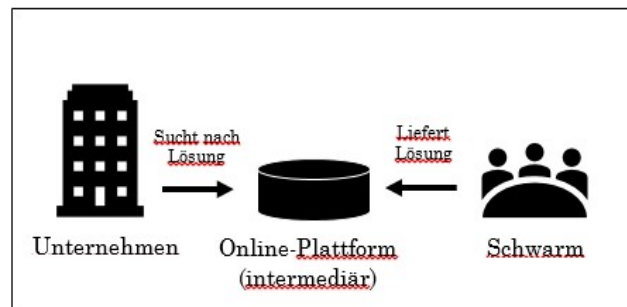 Sucht nach
Lösung
Liefert
Lösung
Unternehmen
Online-Plattform
(intermediär)
Schwarm